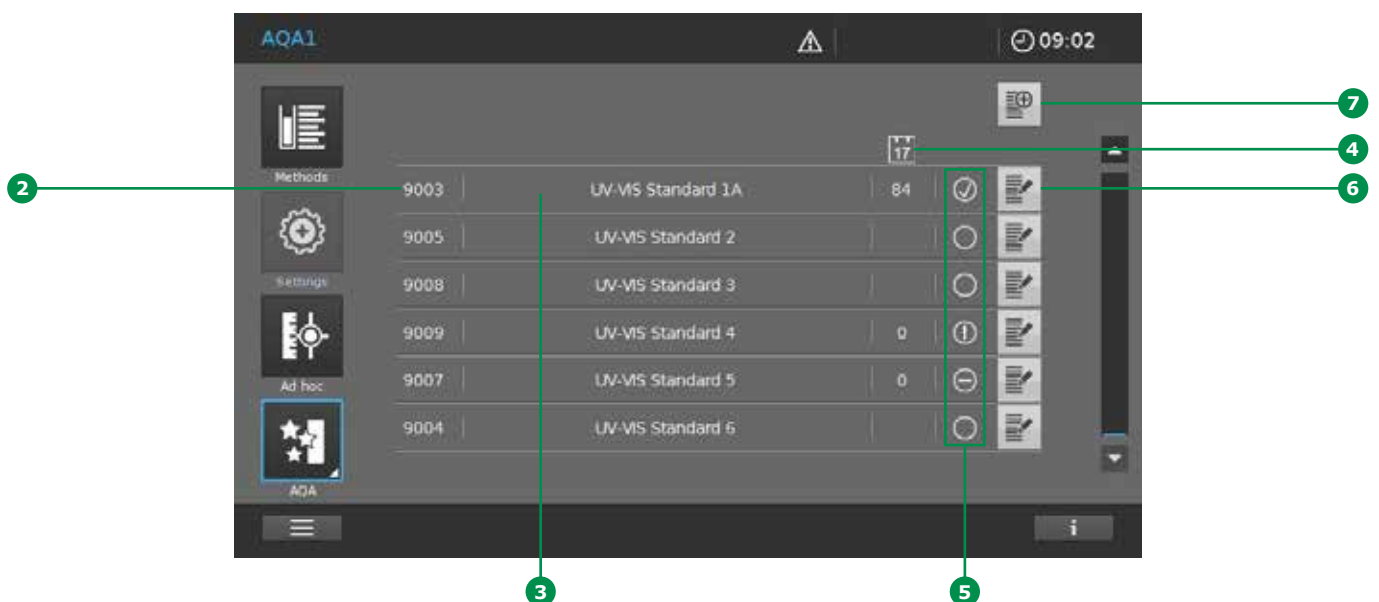 AQA1 09:02
7
17 4
Methods
2 9003 UV-VIS Standard 1A 84 6
9005 UV-VIS Standard 2
Settings
9008 UV-VIS Standard 3
9009 UV-VIS Standard 4 0
Ad hoc
9007 UV-VIS Standard 5 0
9004 UV-VIS Standard 6
AQA
i
3 5